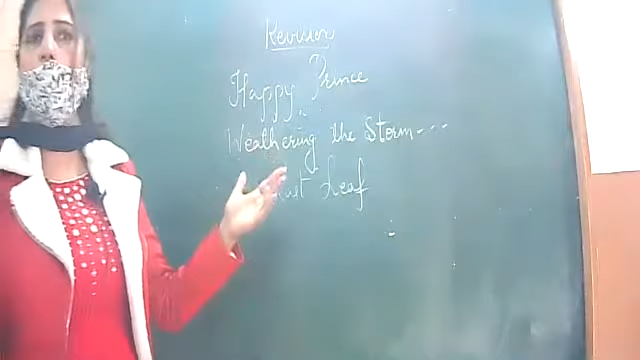 Revision
Happy Prince
Weathering the Storm---
Leaf